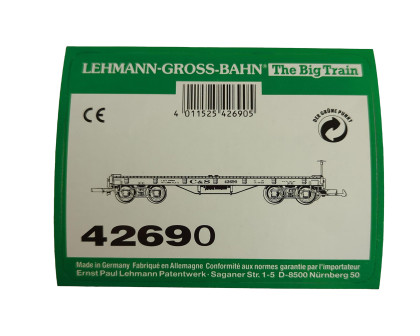 LEHMANN-GROSS-BAHN® The Big Train
4 011525 426905
CE
DER GRÜNE PUNKT
C&S
42690
Made in Germany Fabriqué en Allemagne Conformité aux normes garantie par l'importateur
Ernst Paul Lehmann Patentwerk - Saganer Str. 1-5 D-8500 Nürnberg 50